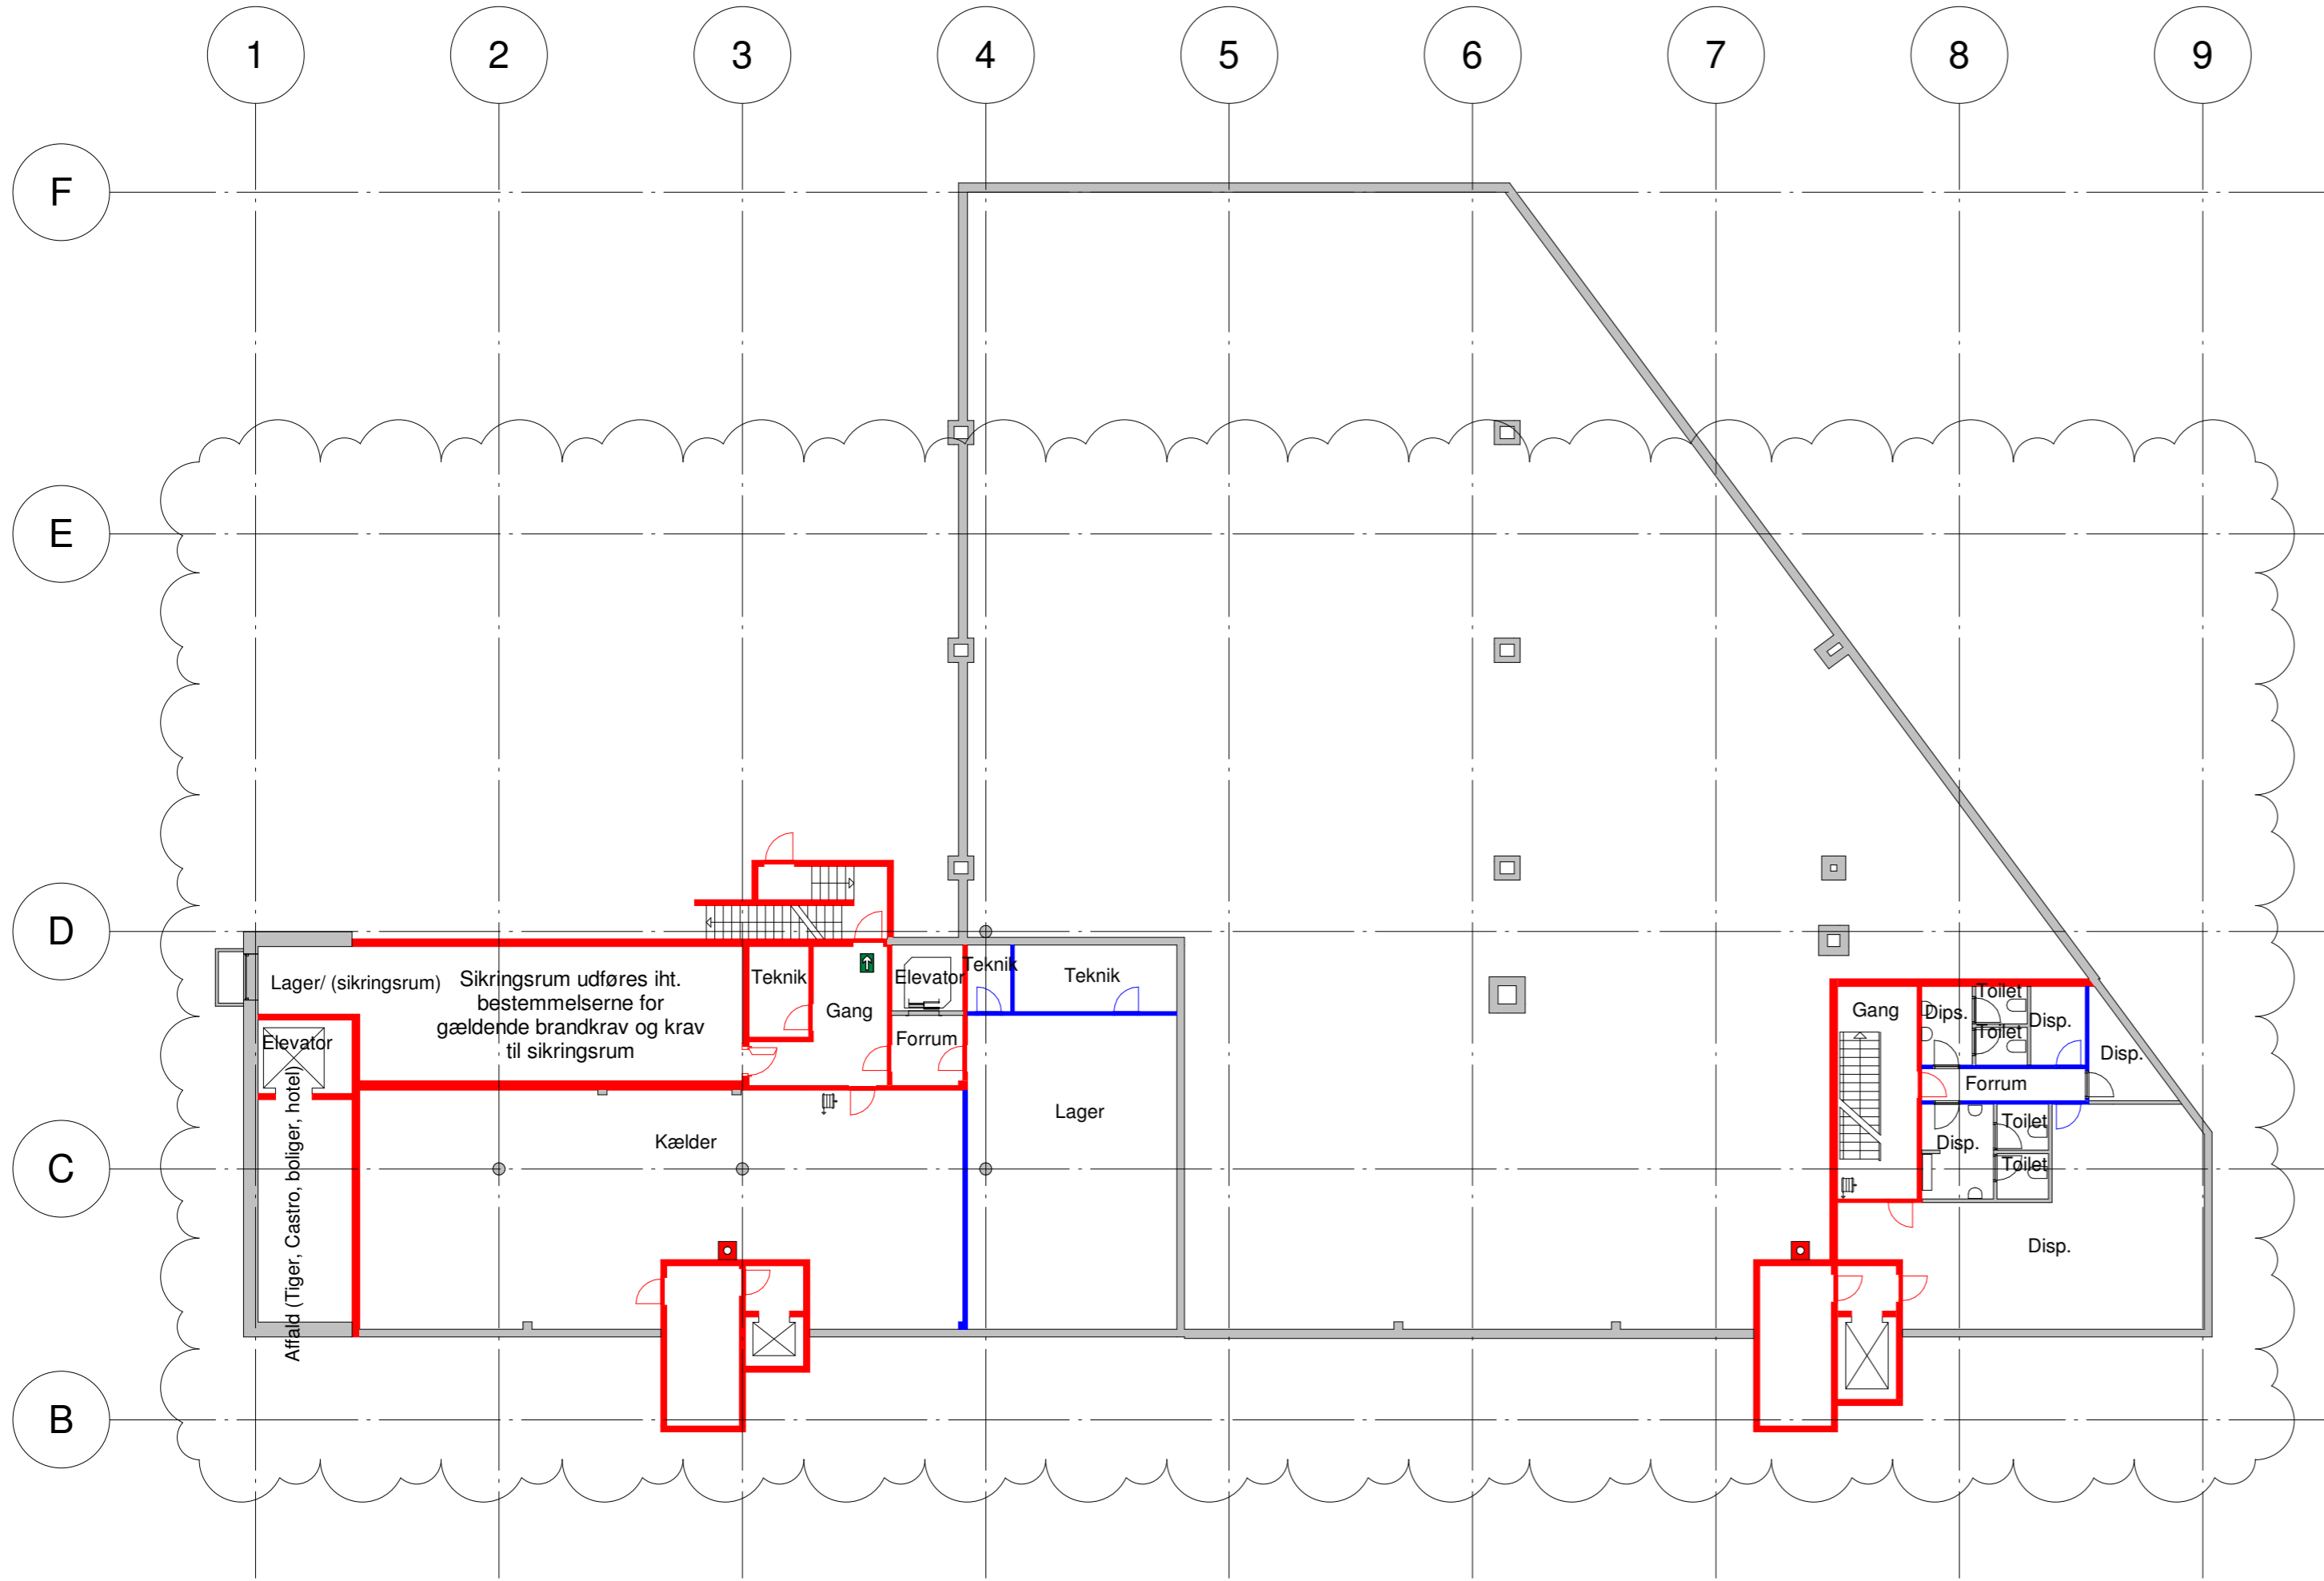 1 2 3 4 5 6 7 8 9
F
E
D
C
B
Lager/ (sikringsrum)
Sikringsrum udføres iht.
bestemmelserne for
gældende brandkrav og krav
til sikringsrum
Elevator
Affald (Tiger, Castro, boliger, hotel)
Teknik
Gang
Elevator
Forrum
Teknik
Teknik
Lager
Kælder
Gang
Dips.
Toilet
Toilet
Disp.
Disp.
Forrum
Disp.
Toilet
Toilet
Disp.